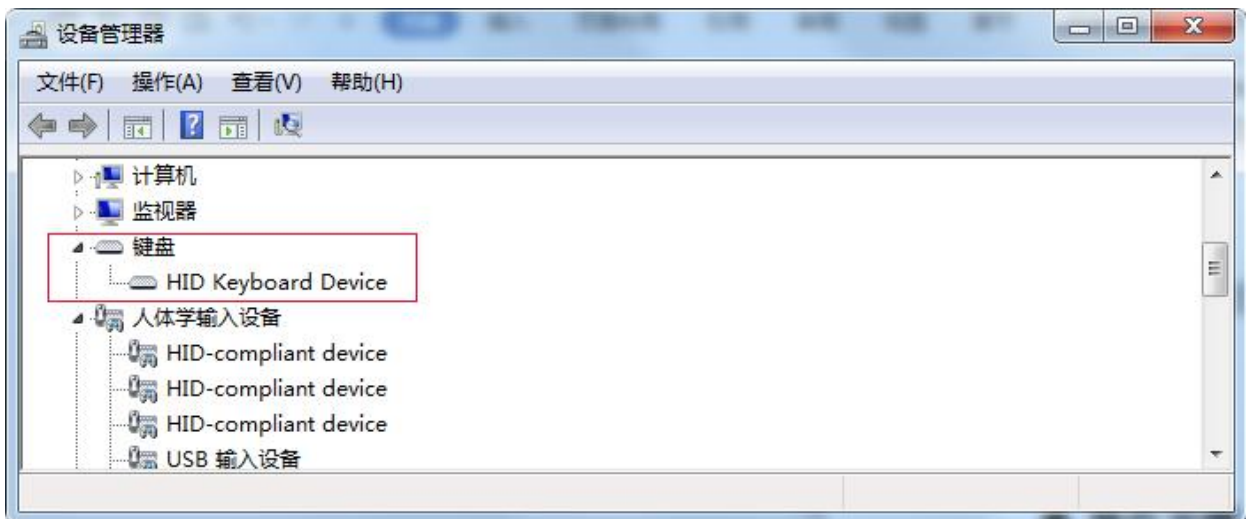 设备管理器
文件(F) 操作(A) 查看(V) 帮助(H)
计算机
监视器
键盘
HID Keyboard Device
人体学输入设备
HID-compliant device
HID-compliant device
HID-compliant device
USB 输入设备